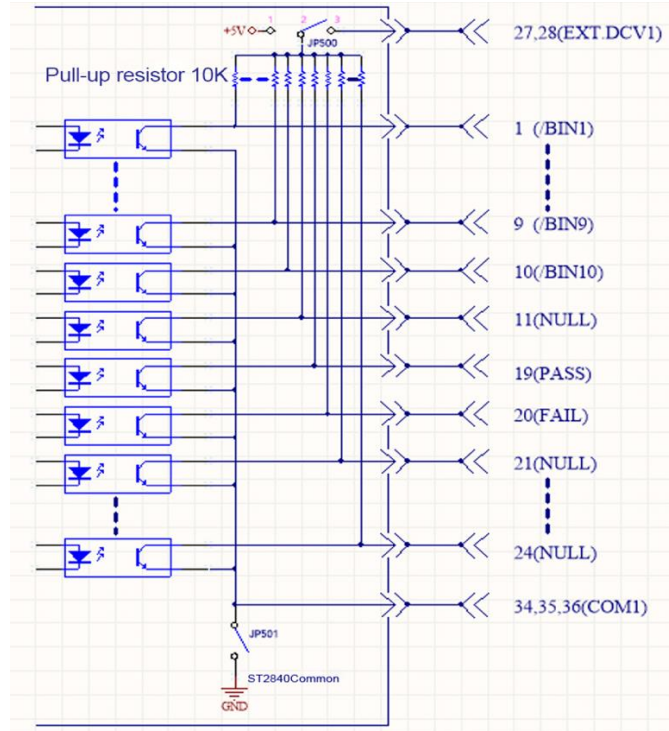 1 2 3
+5V
JP500
27,28(EXT.DCV1)
Pull-up resistor 10K
1 (/BIN1)
9 (/BIN9)
10(/BIN10)
11(NULL)
19(PASS)
20(FAIL)
21(NULL)
24(NULL)
34,35,36(COM1)
JP501
ST2840Common
GND